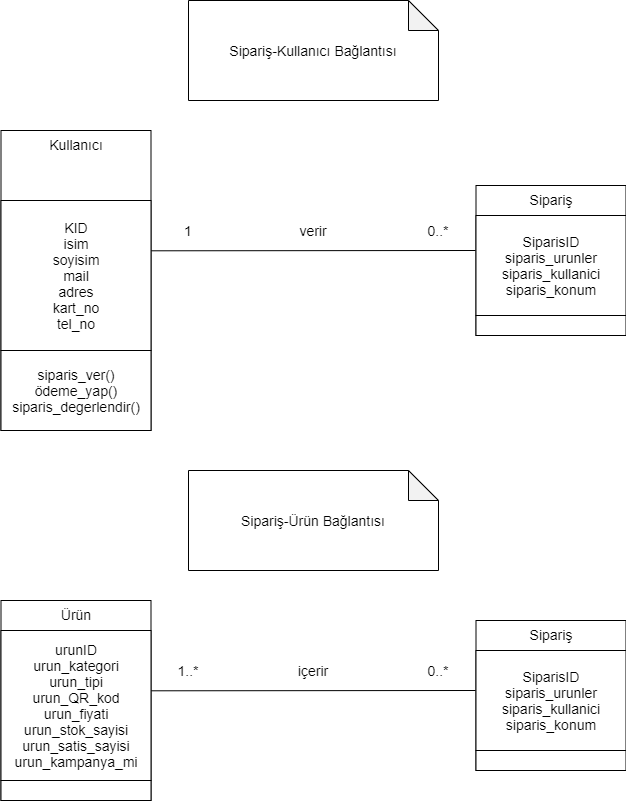 Sipariş-Kullanıcı Bağlantısı
Kullanıcı
KID
isim
soyisim
mail
adres
kart_no
tel_no
siparis_ver()
ödeme_yap()
siparis_degerlendir()
1
verir
0..*
Sipariş
SiparisID
siparis_urunler
siparis_kullanici
siparis_konum
Sipariş-Ürün Bağlantısı
Ürün
urunID
urun_kategori
urun_tipi
urun_QR_kod
urun_fiyati
urun_stok_sayisi
urun_satis_sayisi
urun_kampanya_mi
1..*
içerir
0..*
Sipariş
SiparisID
siparis_urunler
siparis_kullanici
siparis_konum